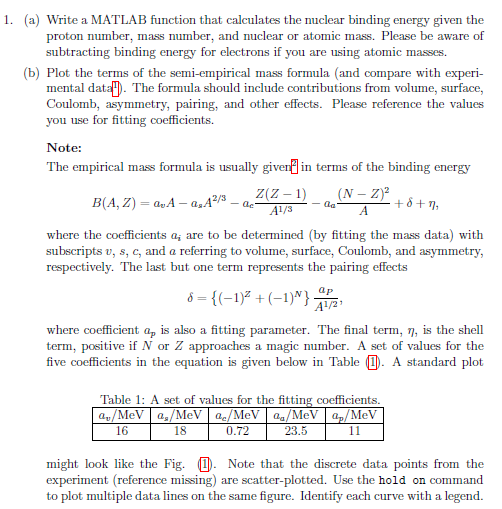 1. (a) Write a MATLAB function that calculates the nuclear binding energy given the
proton number, mass number, and nuclear or atomic mass. Please be aware of
subtracting binding energy for electrons if you are using atomic masses.
(b) Plot the terms of the semi-empirical mass formula (and compare with experi-
mental data¹). The formula should include contributions from volume, surface,
Coulomb, asymmetry, pairing, and other effects. Please reference the values
you use for fitting coefficients.
Note:
The empirical mass formula is usually given² in terms of the binding energy
B(A, Z) = a_v A − a_s A^{2/3} − a_c Z(Z − 1)/A^{1/3} − a_a (N − Z)²/A + δ + η,
where the coefficients a_i are to be determined (by fitting the mass data) with
subscripts v, s, c, and a referring to volume, surface, Coulomb, and asymmetry,
respectively. The last but one term represents the pairing effects
δ = {(−1)^Z + (−1)^N} a_P/A^{1/2},
where coefficient a_p is also a fitting parameter. The final term, η, is the shell
term, positive if N or Z approaches a magic number. A set of values for the
five coefficients in the equation is given below in Table (1). A standard plot
Table 1: A set of values for the fitting coefficients.
a_v/MeV a_s/MeV a_c/MeV a_a/MeV a_p/MeV
16 18 0.72 23.5 11
might look like the Fig. (1). Note that the discrete data points from the
experiment (reference missing) are scatter-plotted. Use the hold on command
to plot multiple data lines on the same figure. Identify each curve with a legend.